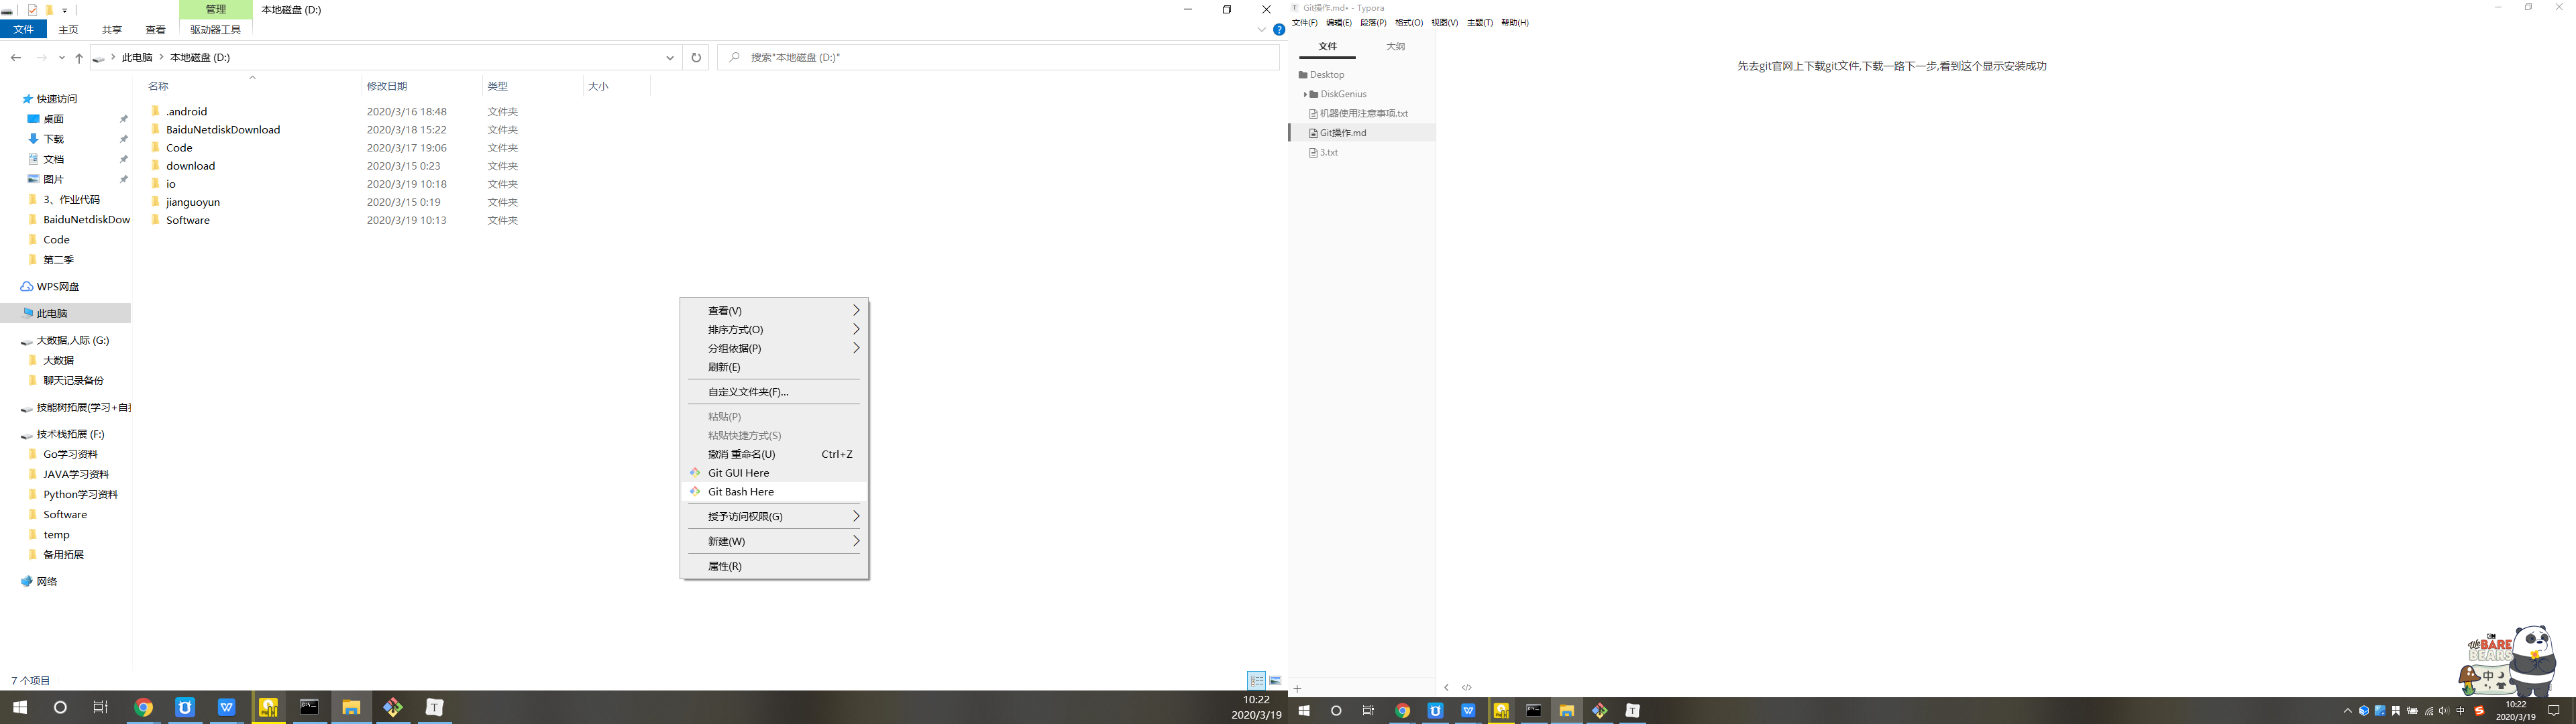 管理
本地磁盘 (D:)
文件
主页
共享
查看
驱动器工具
此电脑
本地磁盘 (D:)
搜索"本地磁盘 (D:)"
名称
修改日期
类型
大小
快速访问
桌面
下载
文档
图片
3、作业代码
BaiduNetdiskDow
Code
第二季
WPS网盘
此电脑
大数据,人际 (G:)
大数据
聊天记录备份
技能树拓展(学习+自
技术栈拓展 (F:)
Go学习资料
JAVA学习资料
Python学习资料
Software
temp
备用拓展
网络
.android 2020/3/16 18:48 文件夹
BaiduNetdiskDownload 2020/3/18 15:22 文件夹
Code 2020/3/17 19:06 文件夹
download 2020/3/15 0:23 文件夹
io 2020/3/19 10:18 文件夹
jianguoyun 2020/3/15 0:19 文件夹
Software 2020/3/19 10:13 文件夹
查看(V)
排序方式(O)
分组依据(P)
刷新(E)
自定义文件夹(F)...
粘贴(P)
粘贴快捷方式(S)
撤消 重命名(U) Ctrl+Z
Git GUI Here
Git Bash Here
授予访问权限(G)
新建(W)
属性(R)
7 个项目
10:22
2020/3/19
Git操作.md• - Typora
文件(F) 编辑(E) 段落(P) 格式(O) 视图(V) 主题(T) 帮助(H)
文件
大纲
Desktop
DiskGenius
机器使用注意事项.txt
Git操作.md
3.txt
先去git官网上下载git文件,下载一路下一步,看到这个显示安装成功
We BARE
BEARS
中
中
10:22
2020/3/19